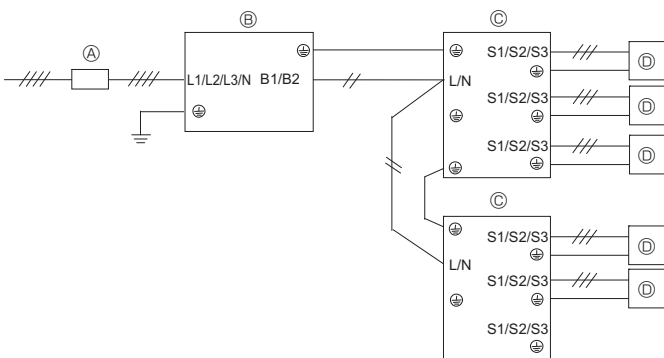 Ⓐ
Ⓑ
L1/L2/L3/N B1/B2
Ⓒ
L/N
S1/S2/S3 Ⓓ
S1/S2/S3 Ⓓ
S1/S2/S3 Ⓓ
Ⓒ
L/N
S1/S2/S3 Ⓓ
S1/S2/S3 Ⓓ
S1/S2/S3